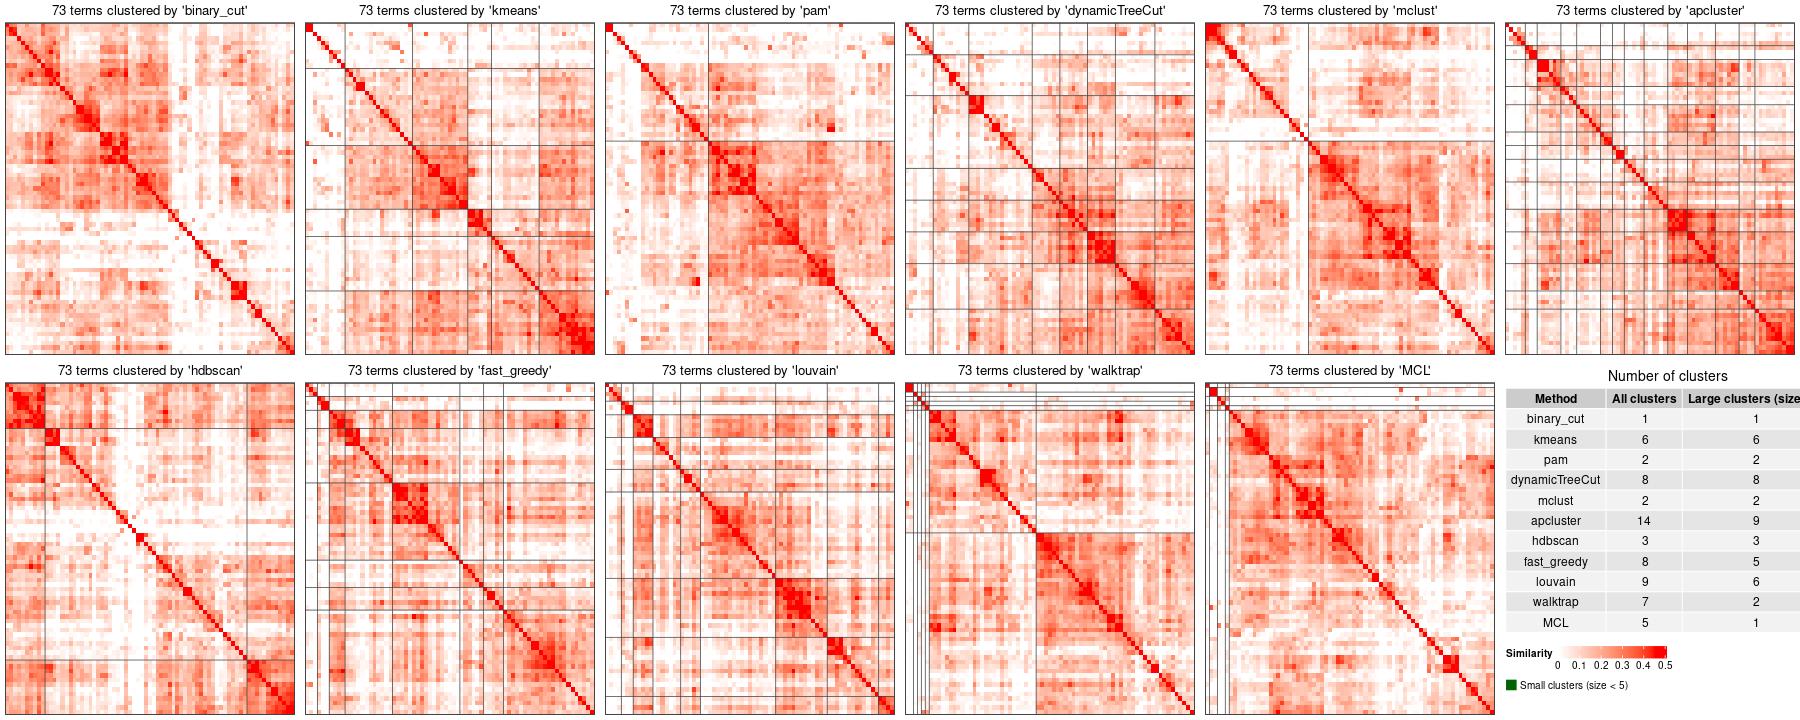 73 terms clustered by 'binary_cut'
73 terms clustered by 'kmeans'
73 terms clustered by 'pam'
73 terms clustered by 'dynamicTreeCut'
73 terms clustered by 'mclust'
73 terms clustered by 'apcluster'
73 terms clustered by 'hdbscan'
73 terms clustered by 'fast_greedy'
73 terms clustered by 'louvain'
73 terms clustered by 'walktrap'
73 terms clustered by 'MCL'
Number of clusters
Method All clusters Large clusters (size
binary_cut 1 1
kmeans 6 6
pam 2 2
dynamicTreeCut 8 8
mclust 2 2
apcluster 14 9
hdbscan 3 3
fast_greedy 8 5
louvain 9 6
walktrap 7 2
MCL 5 1
Similarity
0 0.1 0.2 0.3 0.4 0.5
Small clusters (size < 5)